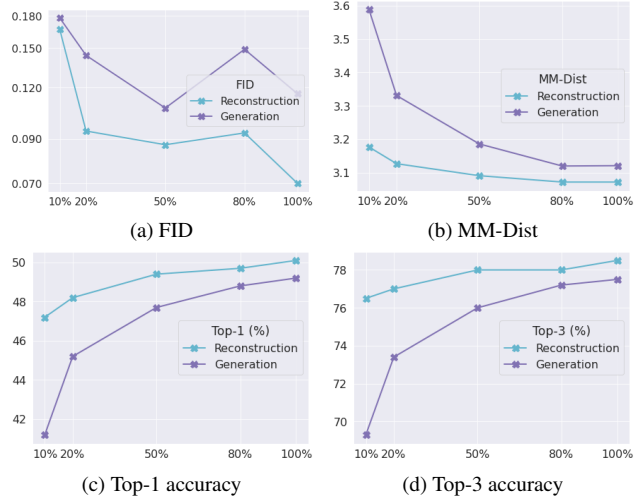 0.180
0.150
0.120
0.090
0.070
FID
Reconstruction
Generation
10% 20% 50% 80% 100%
(a) FID
3.6
3.5
3.4
3.3
3.2
3.1
MM-Dist
Reconstruction
Generation
10% 20% 50% 80% 100%
(b) MM-Dist
50
48
46
44
42
Top-1 (%)
Reconstruction
Generation
10% 20% 50% 80% 100%
(c) Top-1 accuracy
78
76
74
72
70
Top-3 (%)
Reconstruction
Generation
10% 20% 50% 80% 100%
(d) Top-3 accuracy